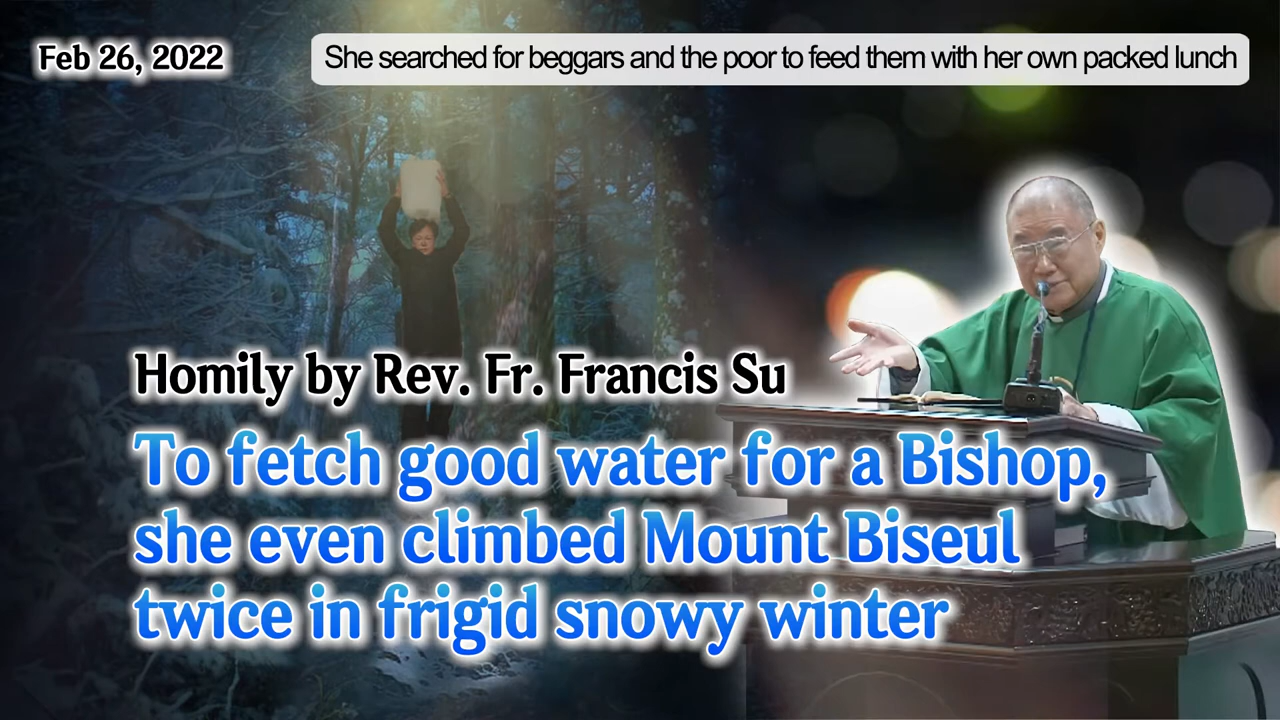 Feb 26, 2022
She searched for beggars and the poor to feed them with her own packed lunch
Homily by Rev. Fr. Francis Su
To fetch good water for a Bishop,
she even climbed Mount Biseul
twice in frigid snowy winter